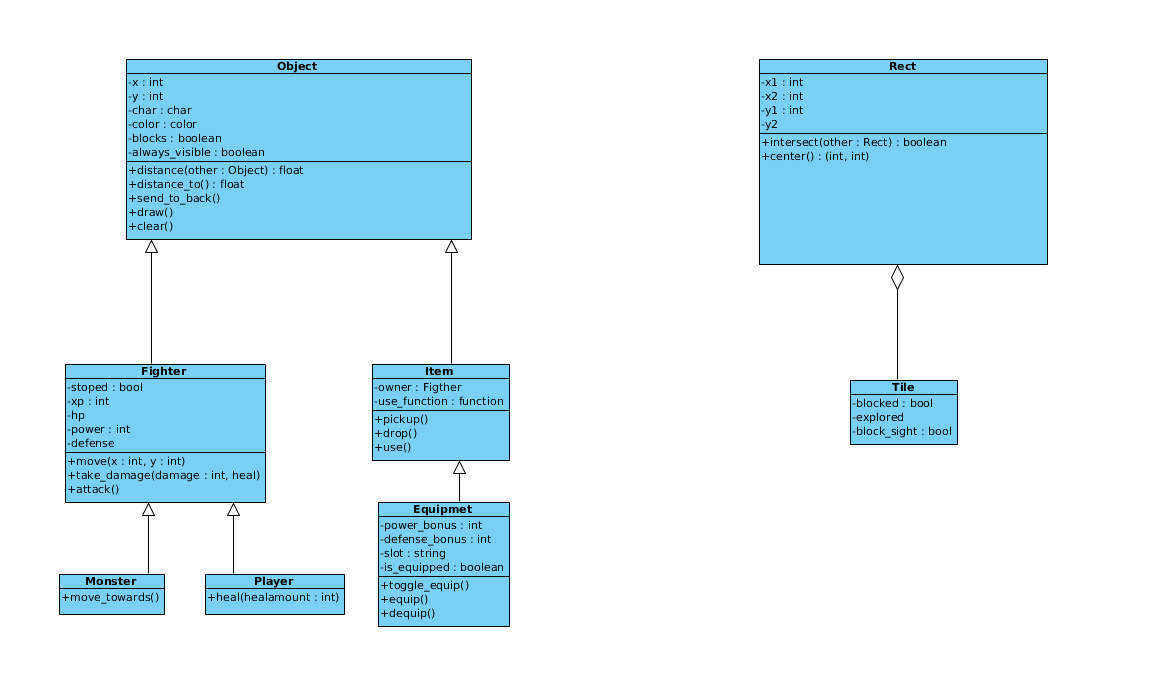 Object
-x : int
-y : int
-char : char
-color : color
-blocks : boolean
-always_visible : boolean
+distance(other : Object) : float
+distance_to() : float
+send_to_back()
+draw()
+clear()
Rect
-x1 : int
-x2 : int
-y1 : int
-y2
+intersect(other : Rect) : boolean
+center() : (int, int)
Fighter
-stoped : bool
-xp : int
-hp
-power : int
-defense
+move(x : int, y : int)
+take_damage(damage : int, heal)
+attack()
Item
-owner : Figther
-use_function : function
+pickup()
+drop()
+use()
Tile
-blocked : bool
-explored
-block_sight : bool
Monster
+move_towards()
Player
+heal(healamount : int)
Equipmet
-power_bonus : int
-defense_bonus : int
-slot : string
-is_equipped : boolean
+toggle_equip()
+equip()
+dequip()